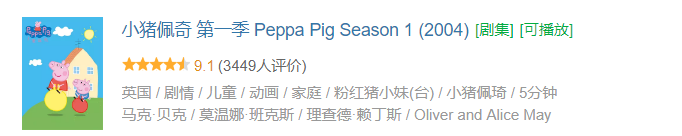 小猪佩奇 第一季 Peppa Pig Season 1 (2004) [剧集] [可播放]
9.1 (3449人评价)
英国 / 剧情 / 儿童 / 动画 / 家庭 / 粉红猪小妹(台) / 小猪佩琦 / 5分钟
马克·贝克 / 莫温娜·班克斯 / 理查德·赖丁斯 / Oliver and Alice May